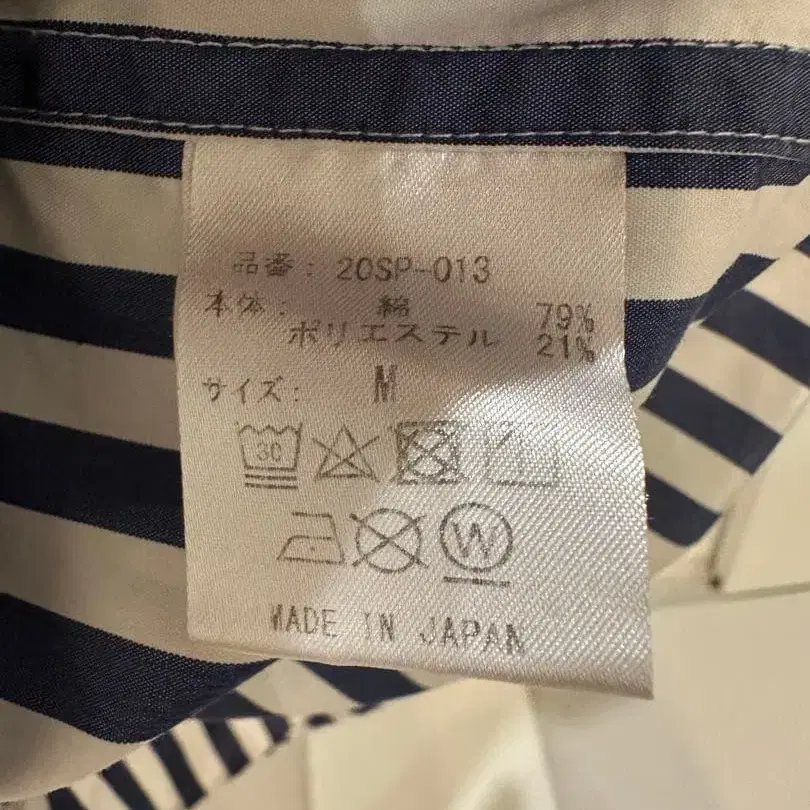 品番: 20SP-013
本体: 綿 79%
ポリエステル 21%
サイズ: M
30
W
MADE IN JAPAN